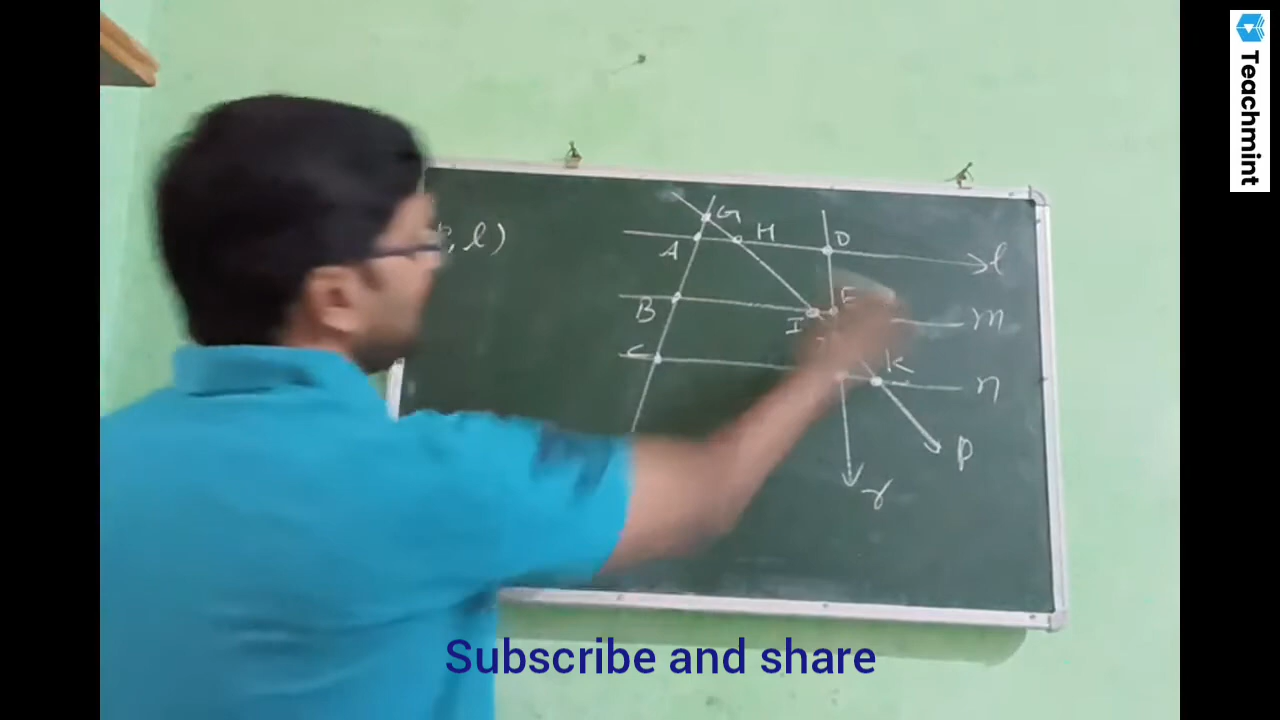 , l)
G
H
D
A
l
B
I
E
m
C
K
n
p
r
Subscribe and share
Teachmint